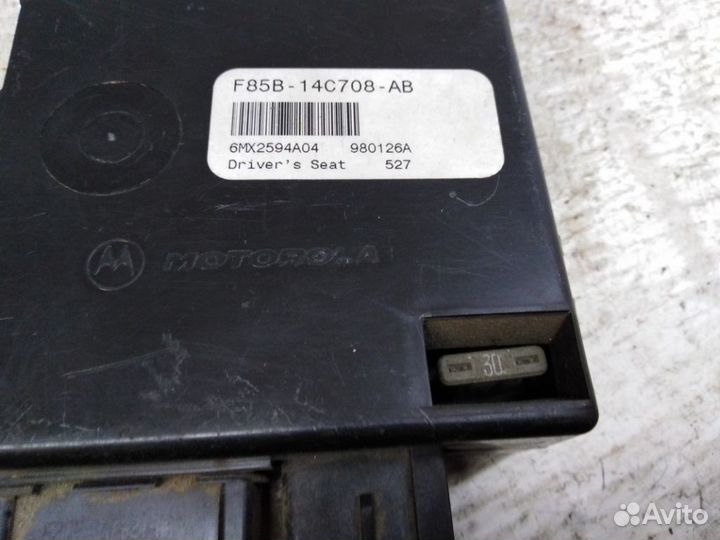 F85B-14C708-AB
6MX2594A04 980126A
Driver's Seat 527
MOTOROLA
30
Avito